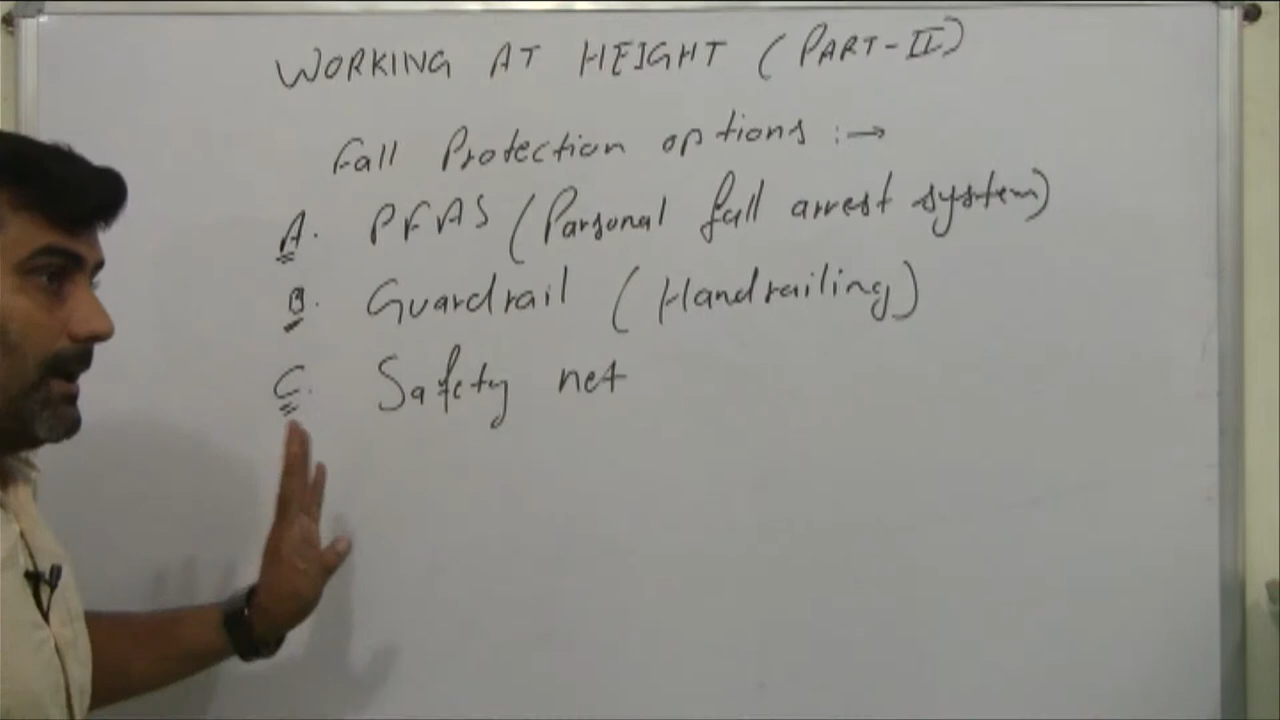 WORKING AT HEIGHT (PART-II)
Fall Protection options :→
A. PFAS (Parsonal fall arrest system)
B. Guardrail (Handrailing)
C. Safety net